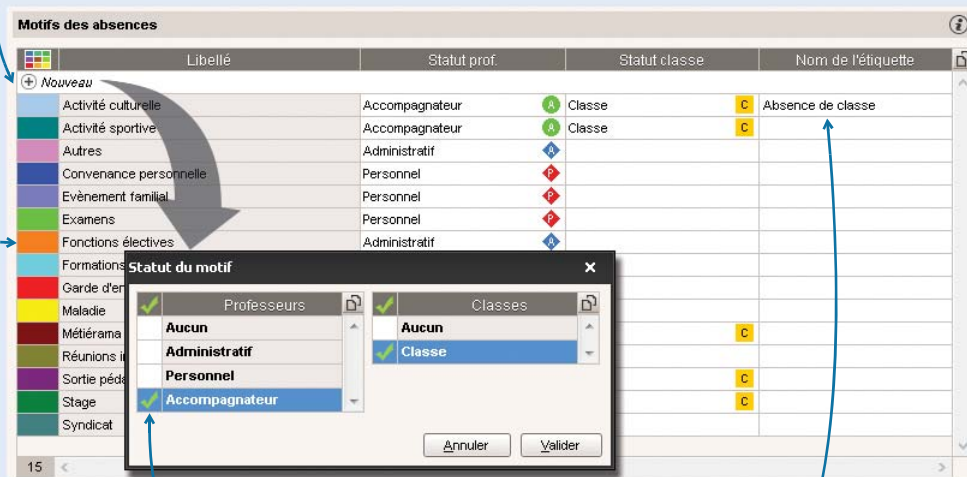 Motifs des absences
Libellé Statut prof. Statut classe Nom de l'étiquette
Nouveau
Activité culturelle Accompagnateur A Classe C Absence de classe
Activité sportive Accompagnateur A Classe C
Autres Administratif A
Convenance personnelle Personnel P
Evènement familial Personnel P
Examens Personnel P
Fonctions électives Administratif A
Formations
Garde d'en
Maladie
Métiérama C
Réunions i
Sortie péda C
Stage C
Syndicat
15
Statut du motif
Professeurs Classes
Aucun Aucun
Administratif Classe
Personnel
Accompagnateur
Annuler Valider